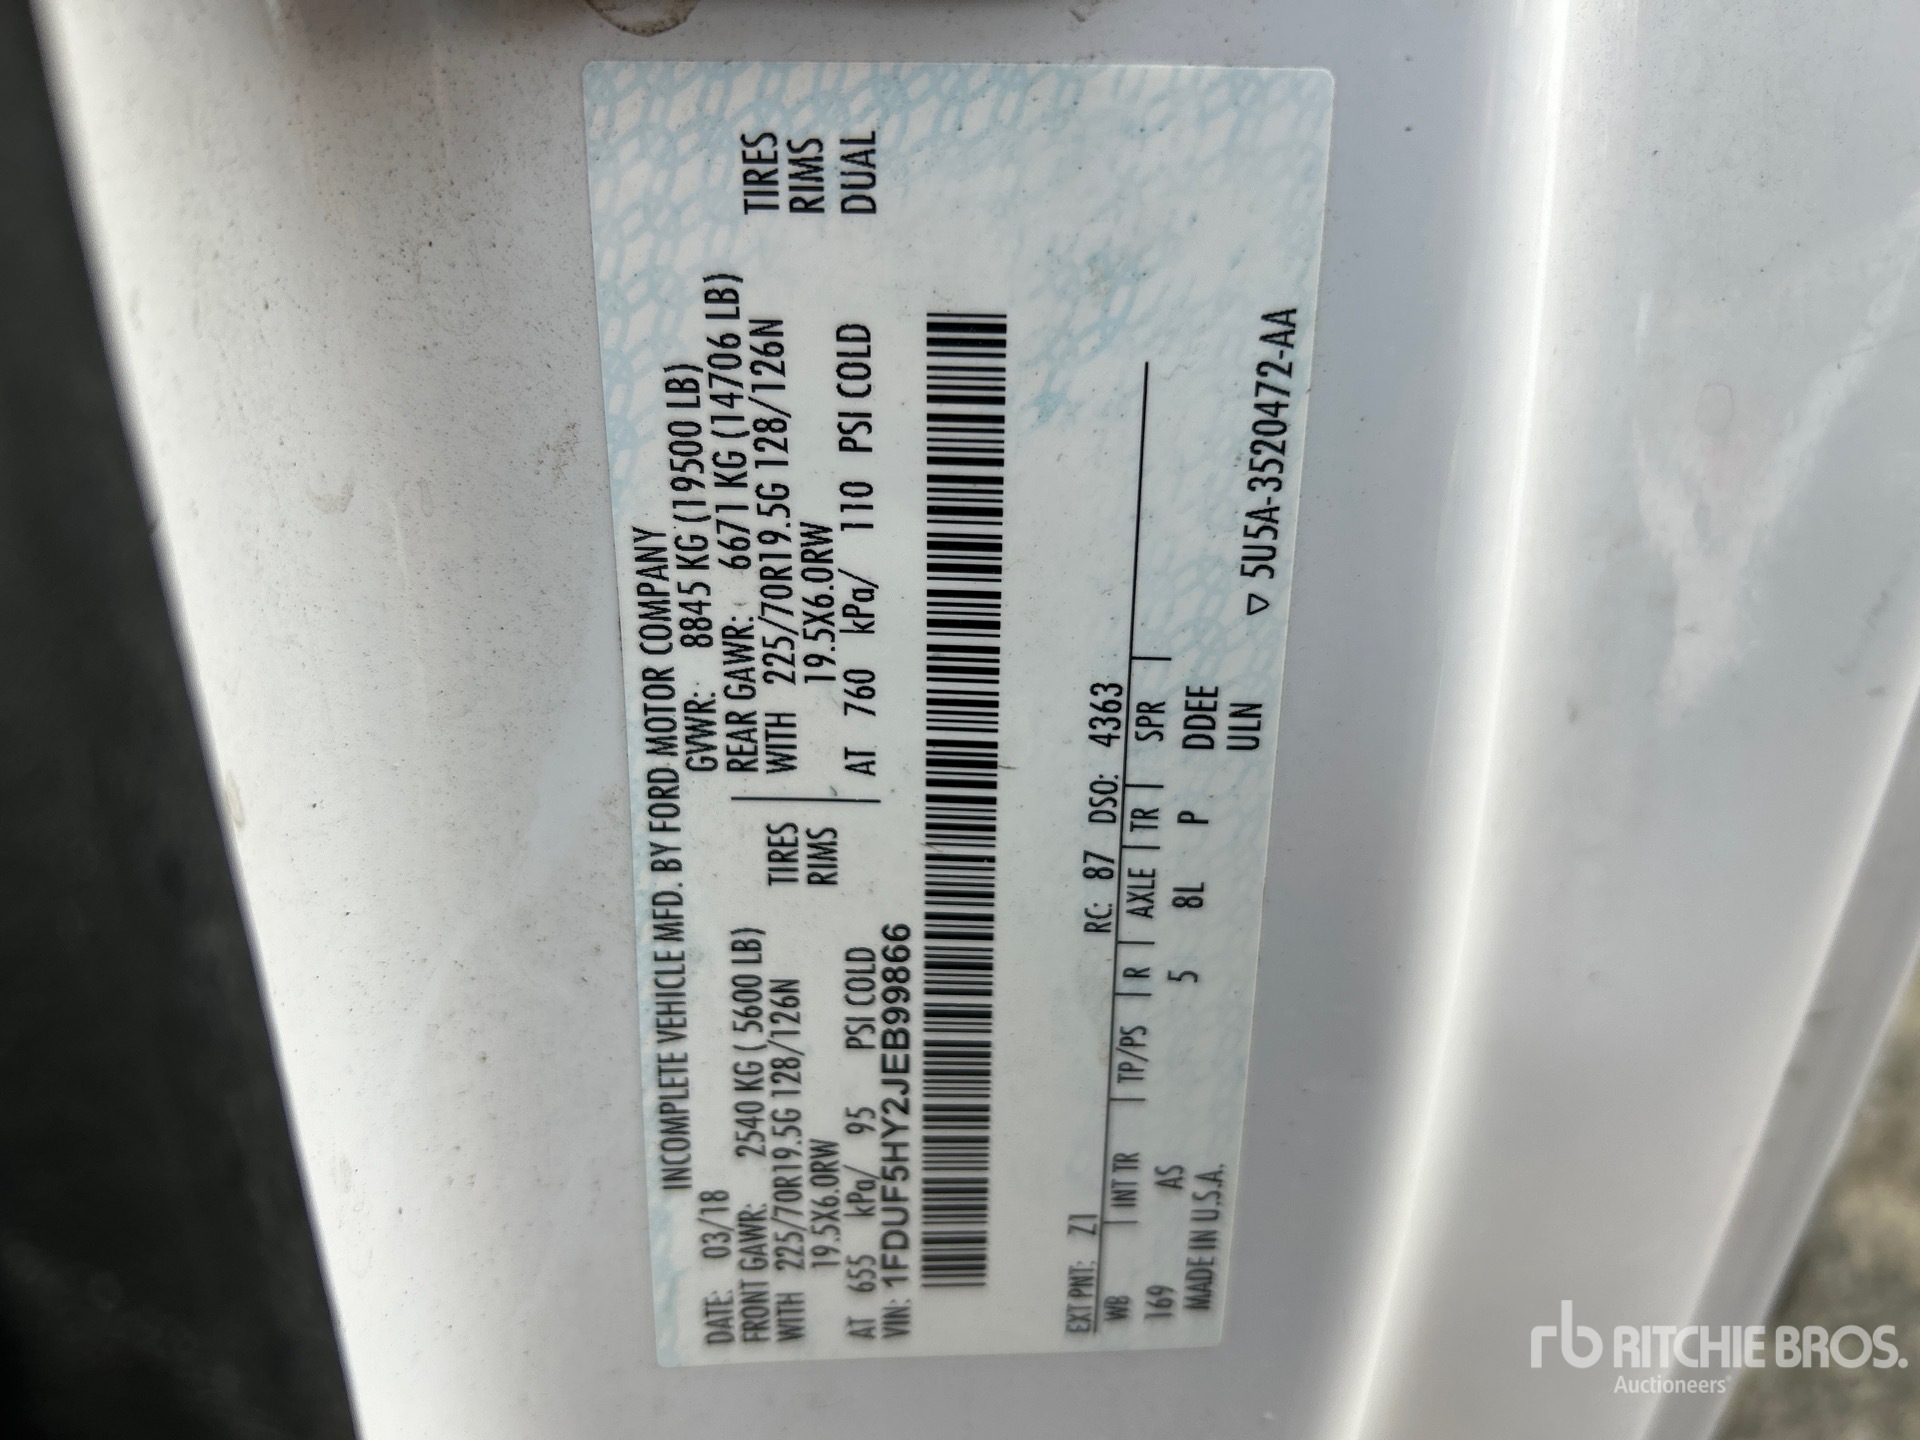 INCOMPLETE VEHICLE MFD. BY FORD MOTOR COMPANY
DATE: 03/18 GVWR: 8845 KG (19500 LB)
FRONT GAWR: 2540 KG ( 5600 LB) REAR GAWR: 6671 KG (14706 LB)
WITH 225/70R19.5G 128/126N TIRES WITH 225/70R19.5G 128/126N TIRES
19.5X6.0RW RIMS 19.5X6.0RW RIMS
AT 655 kPa/ 95 PSI COLD AT 760 kPa/ 110 PSI COLD DUAL
VIN: 1FDUF5HY2JEB99866
EXT PNT: Z1 RC: 87 DSO: 4363
WB | INT TR | TP/PS | R | AXLE | TR | SPR |
169 AS 5 8L P DDEE
MADE IN U.S.A. ULN
▽ 5U5A-3520472-AA
rb RITCHIE BROS.
Auctioneers